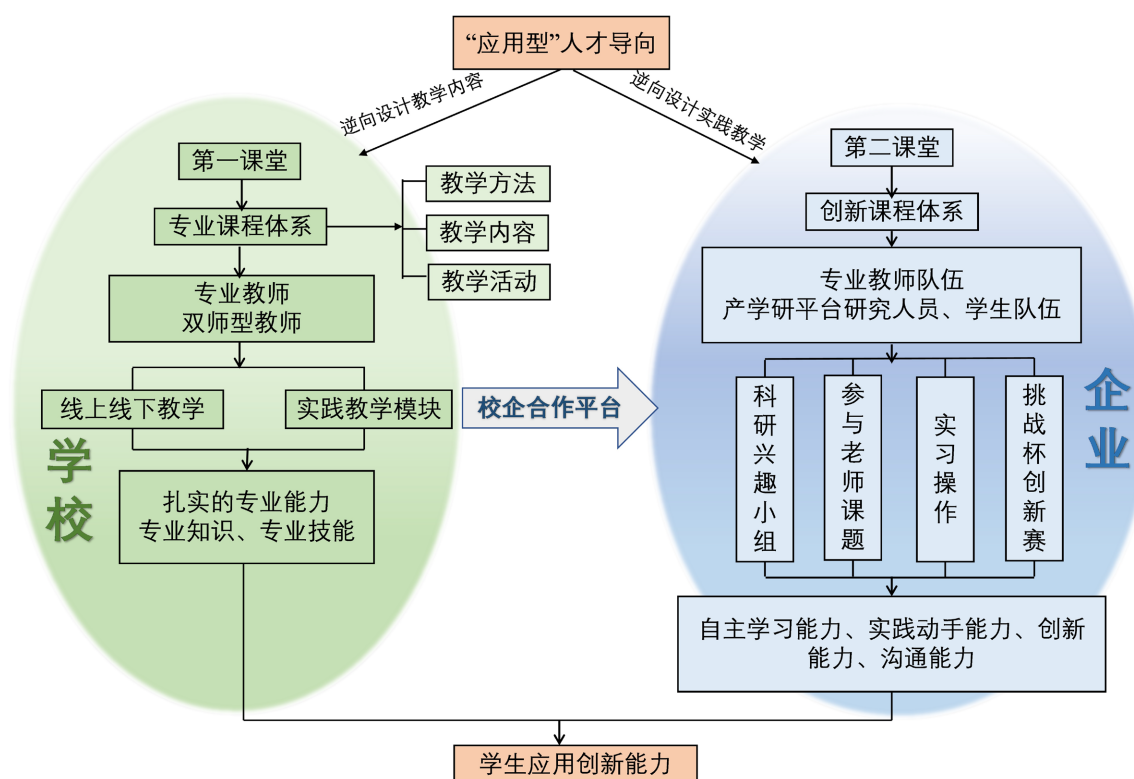 “应用型”人才导向
逆向设计教学内容
逆向设计实践教学
第一课堂
专业课程体系
教学方法
教学内容
教学活动
专业教师
双师型教师
线上线下教学
实践教学模块
学校
扎实的专业能力
专业知识、专业技能
校企合作平台
第二课堂
创新课程体系
专业教师队伍
产学研平台研究人员、学生队伍
科研兴趣小组
参与老师课题
实习操作
挑战杯创新赛
企业
自主学习能力、实践动手能力、创新
能力、沟通能力
学生应用创新能力